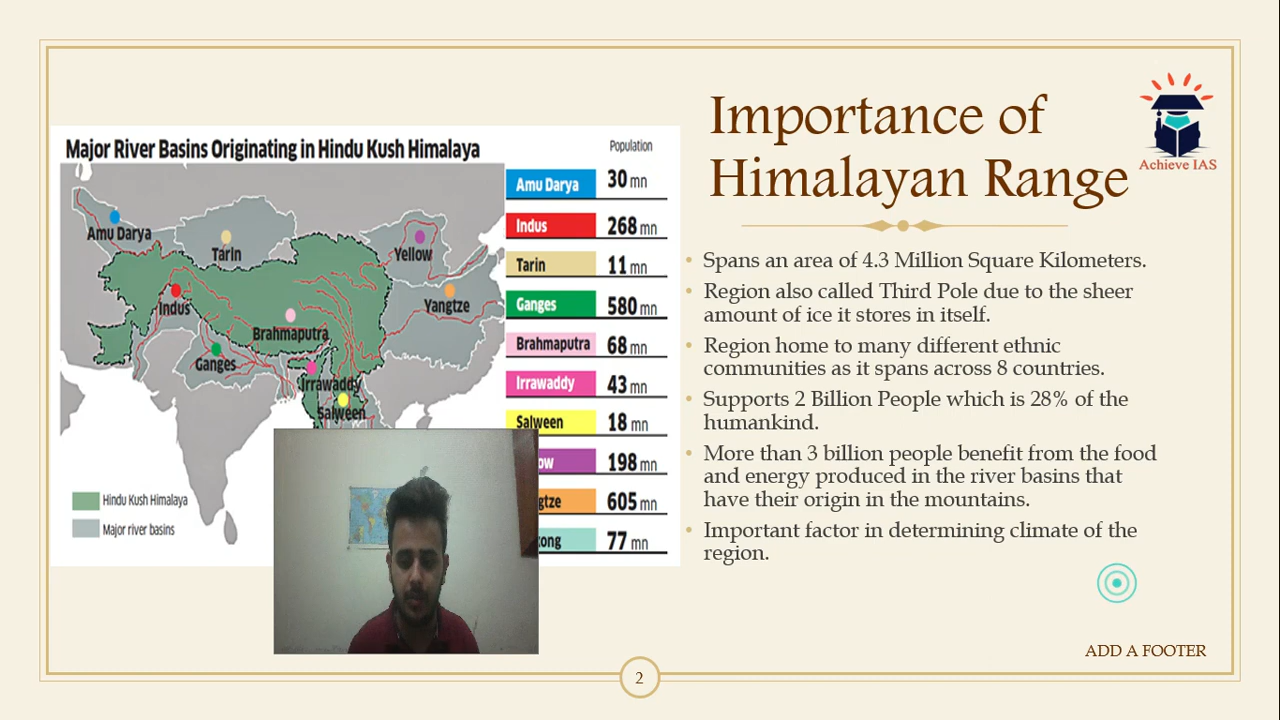 Major River Basins Originating in Hindu Kush Himalaya
Population
Amu Darya 30 mn
Indus 268 mn
Tarin 11 mn
Ganges 580 mn
Brahmaputra 68 mn
Irrawaddy 43 mn
Salween 18 mn
ow 198 mn
gtze 605 mn
ong 77 mn
Amu Darya
Tarin
Yellow
Indus
Yangtze
Brahmaputra
Ganges
Irrawaddy
Salween
Hindu Kush Himalaya
Major river basins
Importance of
Himalayan Range
Achieve IAS
• Spans an area of 4.3 Million Square Kilometers.
• Region also called Third Pole due to the sheer
amount of ice it stores in itself.
• Region home to many different ethnic
communities as it spans across 8 countries.
• Supports 2 Billion People which is 28% of the
humankind.
• More than 3 billion people benefit from the food
and energy produced in the river basins that
have their origin in the mountains.
• Important factor in determining climate of the
region.
ADD A FOOTER
2